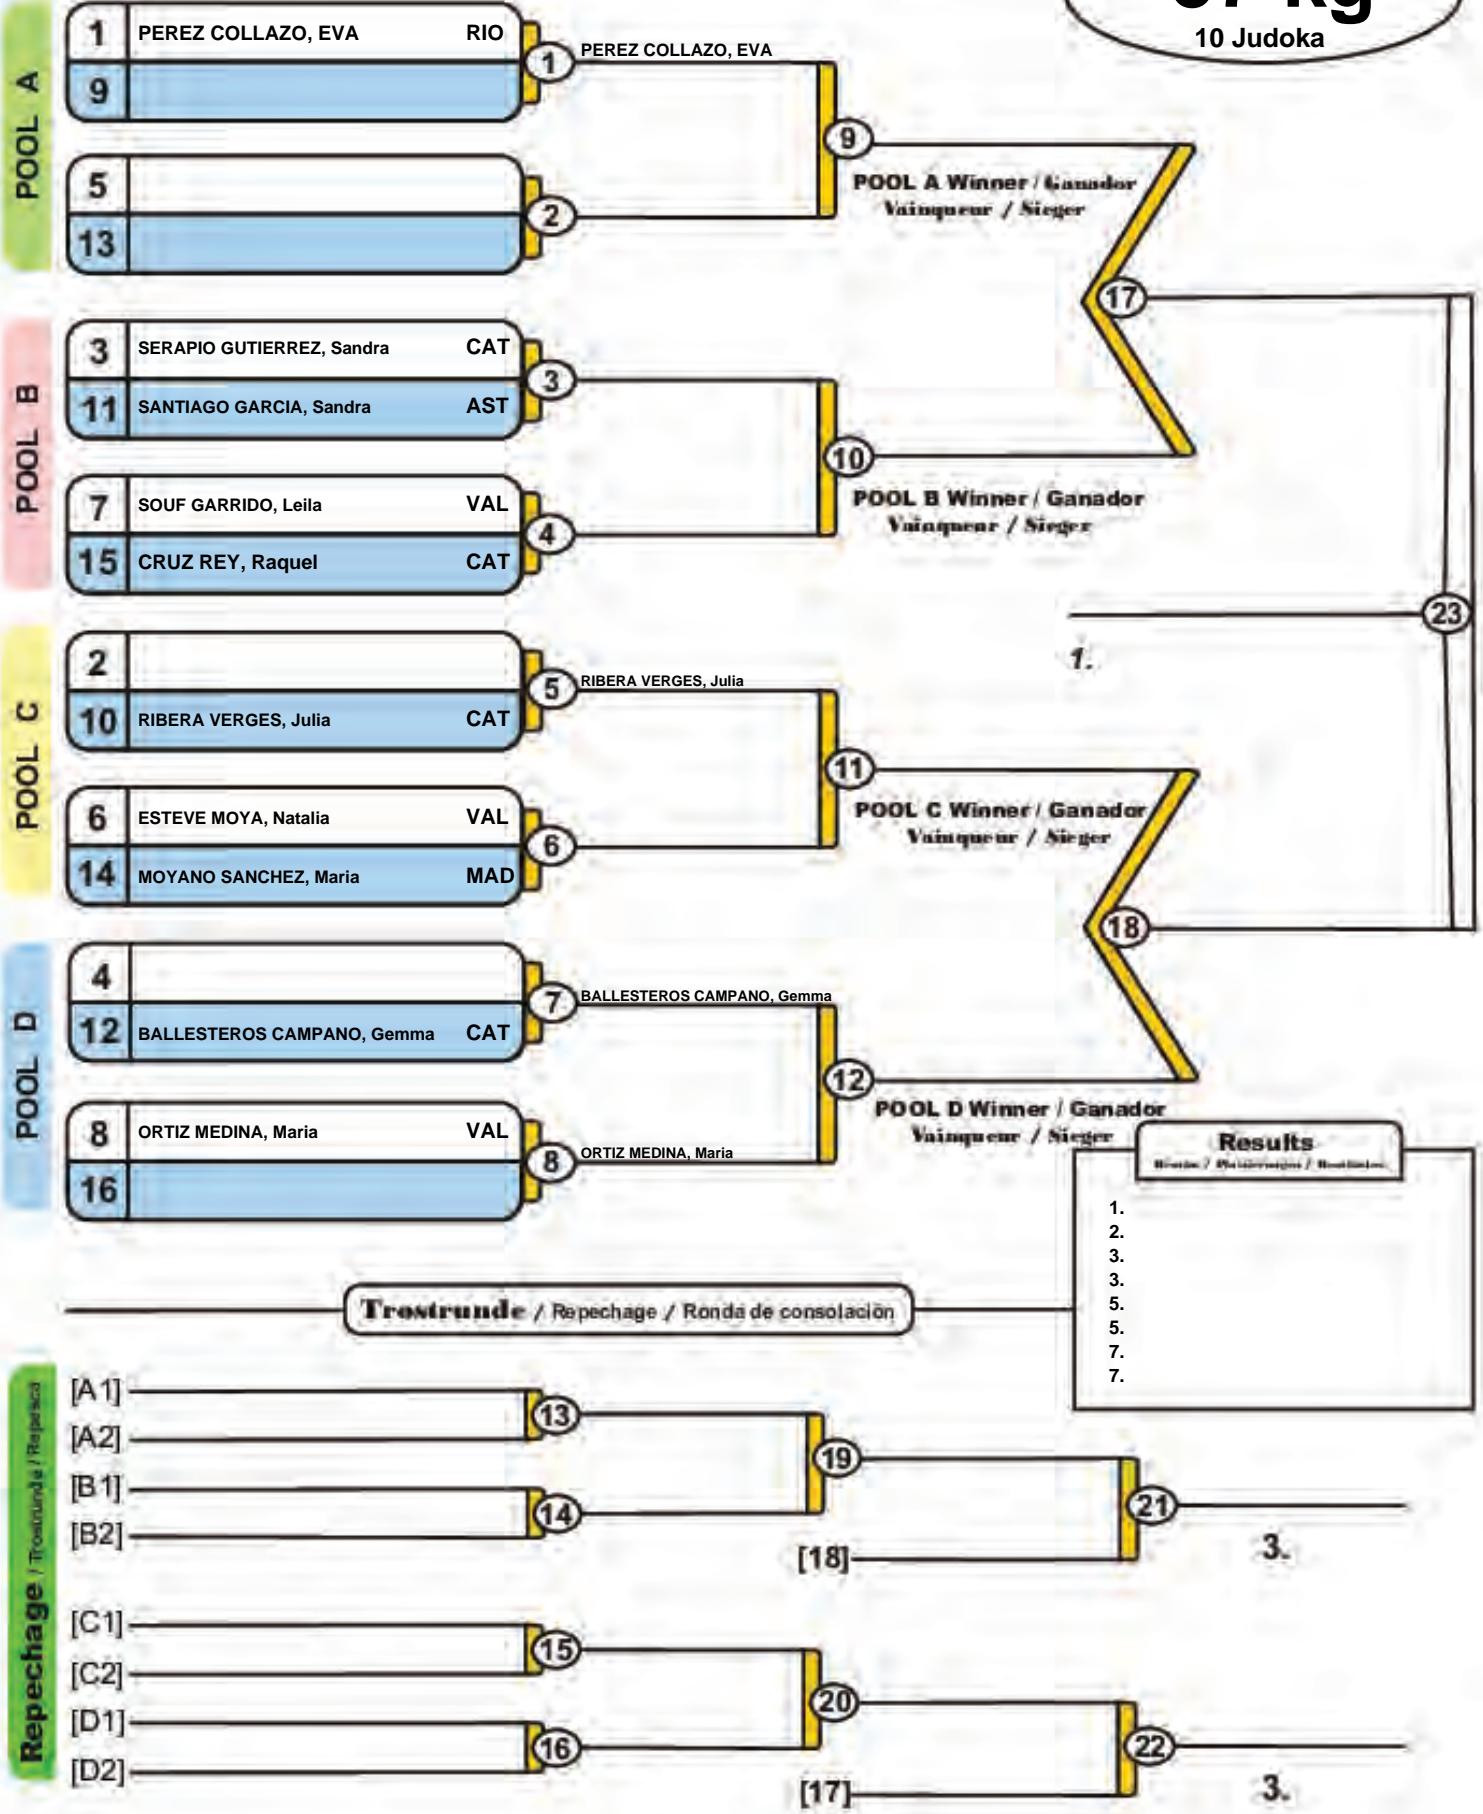 kg
10 Judoka
POOL A
1 PEREZ COLLAZO, EVA RIO
9
1 PEREZ COLLAZO, EVA
5
13
2
9
POOL A Winner / Ganador
Vainqueur / Sieger
POOL B
3 SERAPIO GUTIERREZ, Sandra CAT
11 SANTIAGO GARCIA, Sandra AST
3
7 SOUF GARRIDO, Leila VAL
15 CRUZ REY, Raquel CAT
4
10
POOL B Winner / Ganador
Vainqueur / Sieger
17
23
1.
POOL C
2
10 RIBERA VERGES, Julia CAT
5 RIBERA VERGES, Julia
6 ESTEVE MOYA, Natalia VAL
14 MOYANO SANCHEZ, Maria MAD
6
11
POOL C Winner / Ganador
Vainqueur / Sieger
18
POOL D
4
12 BALLESTEROS CAMPANO, Gemma CAT
7 BALLESTEROS CAMPANO, Gemma
8 ORTIZ MEDINA, Maria VAL
16
8 ORTIZ MEDINA, Maria
12
POOL D Winner / Ganador
Vainqueur / Sieger
Results
1.
2.
3.
3.
5.
5.
7.
7.
Trostrunde / Repechage / Ronda de consolación
Repechage / Trostrunde / Repesca
[A1]
[A2]
13
[B1]
[B2]
14
19
[18]
21
3.
[C1]
[C2]
15
[D1]
[D2]
16
20
[17]
22
3.